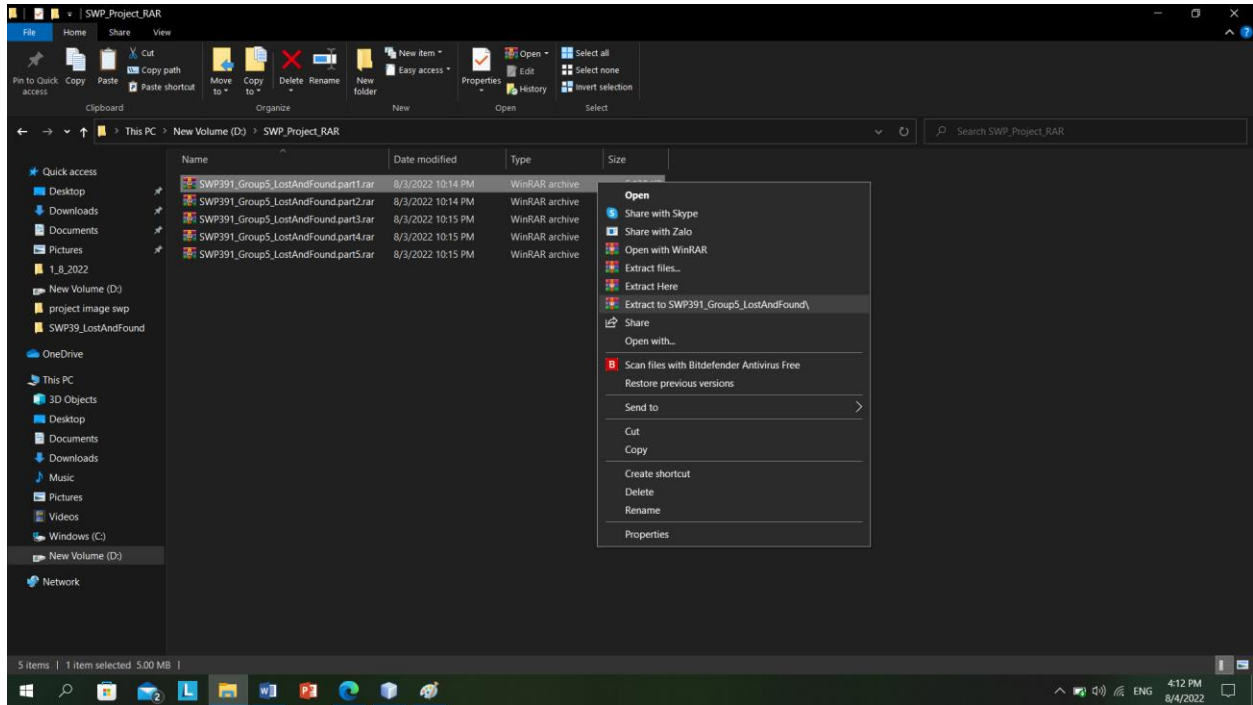 SWP_Project_RAR
File Home Share View
Pin to Quick access
Copy
Paste
Cut
Copy path
Paste shortcut
Clipboard
Move to
Copy to
Delete
Rename
Organize
New folder
New item
Easy access
New
Properties
Open
Edit
History
Open
Select all
Select none
Invert selection
Select
This PC > New Volume (D:) > SWP_Project_RAR
Search SWP_Project_RAR
Name Date modified Type Size
SWP391_Group5_LostAndFound.part1.rar 8/3/2022 10:14 PM WinRAR archive
SWP391_Group5_LostAndFound.part2.rar 8/3/2022 10:14 PM WinRAR archive
SWP391_Group5_LostAndFound.part3.rar 8/3/2022 10:15 PM WinRAR archive
SWP391_Group5_LostAndFound.part4.rar 8/3/2022 10:15 PM WinRAR archive
SWP391_Group5_LostAndFound.part5.rar 8/3/2022 10:15 PM WinRAR archive
Quick access
Desktop
Downloads
Documents
Pictures
1_8_2022
New Volume (D:)
project image swp
SWP39_LostAndFound
OneDrive
This PC
3D Objects
Desktop
Documents
Downloads
Music
Pictures
Videos
Windows (C:)
New Volume (D:)
Network
Open
Share with Skype
Share with Zalo
Open with WinRAR
Extract files...
Extract Here
Extract to SWP391_Group5_LostAndFound\
Share
Open with...
Scan files with Bitdefender Antivirus Free
Restore previous versions
Send to
Cut
Copy
Create shortcut
Delete
Rename
Properties
5 items | 1 item selected 5.00 MB |
ENG
4:12 PM
8/4/2022